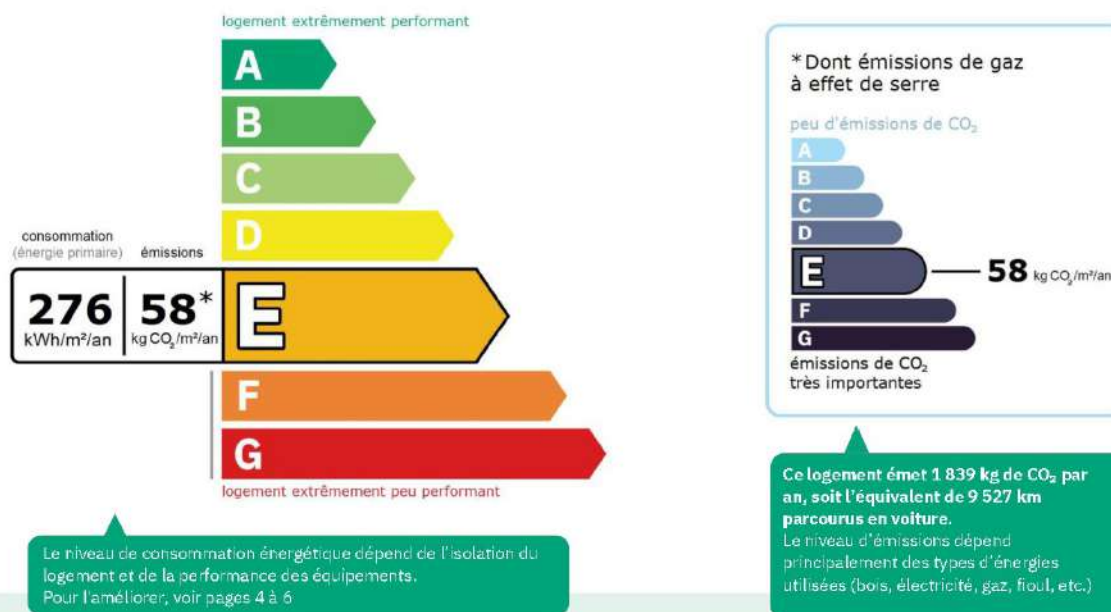 logement extrêmement performant
A
B
C
D
consommation
(énergie primaire)
émissions
276
kWh/m²/an
58*
kg CO₂/m²/an
E
F
G
logement extrêmement peu performant
Le niveau de consommation énergétique dépend de l'isolation du
logement et de la performance des équipements.
Pour l'améliorer, voir pages 4 à 6
*Dont émissions de gaz
à effet de serre
peu d'émissions de CO₂
A
B
C
D
E
58 kg CO₂/m²/an
F
G
émissions de CO₂
très importantes
Ce logement émet 1 839 kg de CO₂ par
an, soit l'équivalent de 9 527 km
parcourus en voiture.
Le niveau d'émissions dépend
principalement des types d'énergies
utilisées (bois, électricité, gaz, fioul, etc.)